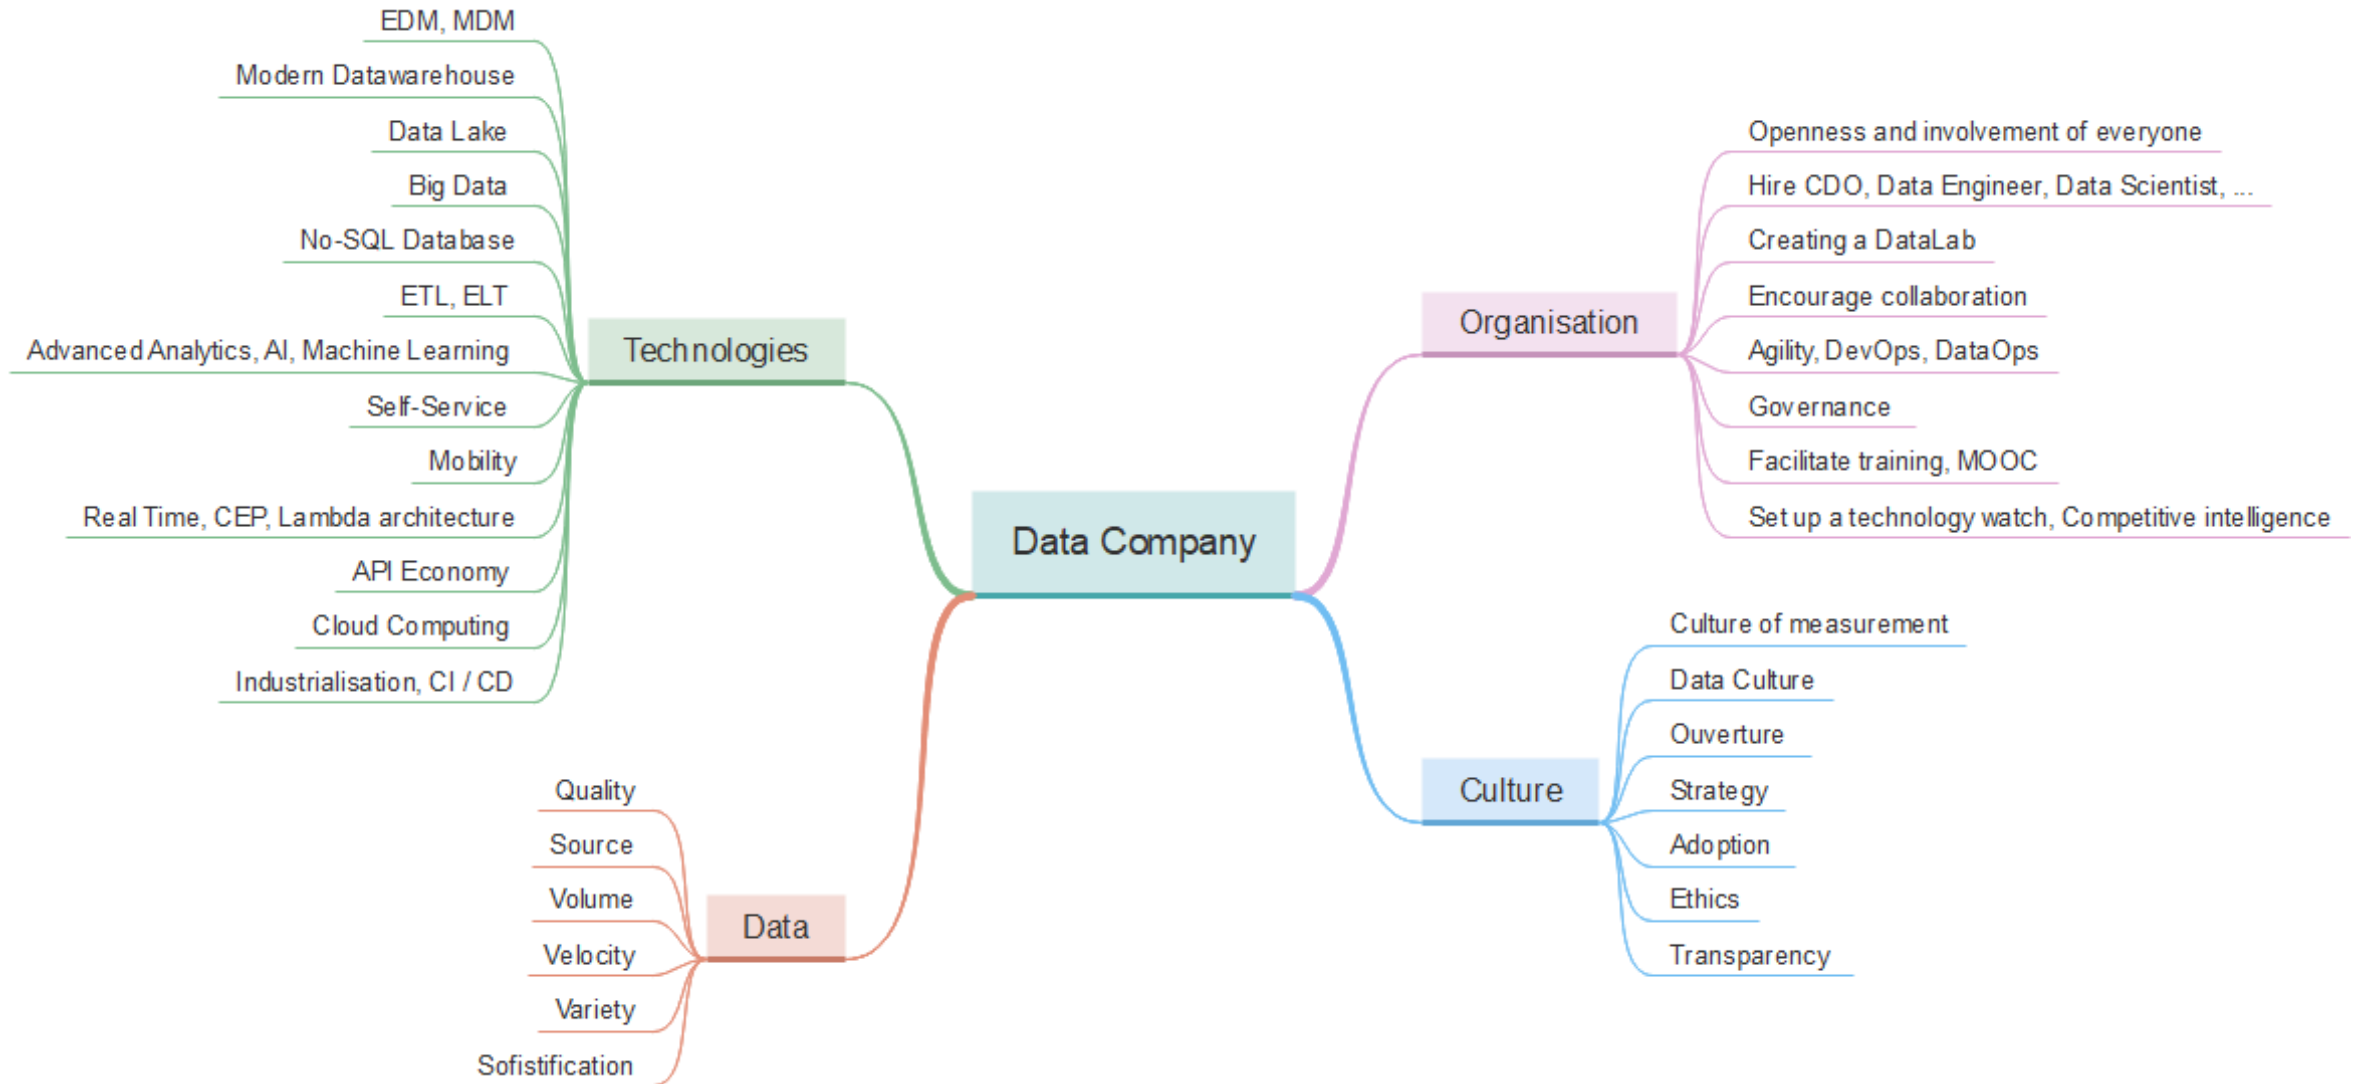 EDM, MDM
Modern Datawarehouse
Data Lake
Big Data
No-SQL Database
ETL, ELT
Advanced Analytics, AI, Machine Learning
Self-Service
Mobility
Real Time, CEP, Lambda architecture
API Economy
Cloud Computing
Industrialisation, CI / CD
Technologies
Quality
Source
Volume
Velocity
Variety
Sofistification
Data
Data Company
Organisation
Openness and involvement of everyone
Hire CDO, Data Engineer, Data Scientist, ...
Creating a DataLab
Encourage collaboration
Agility, DevOps, DataOps
Governance
Facilitate training, MOOC
Set up a technology watch, Competitive intelligence
Culture
Culture of measurement
Data Culture
Ouverture
Strategy
Adoption
Ethics
Transparency